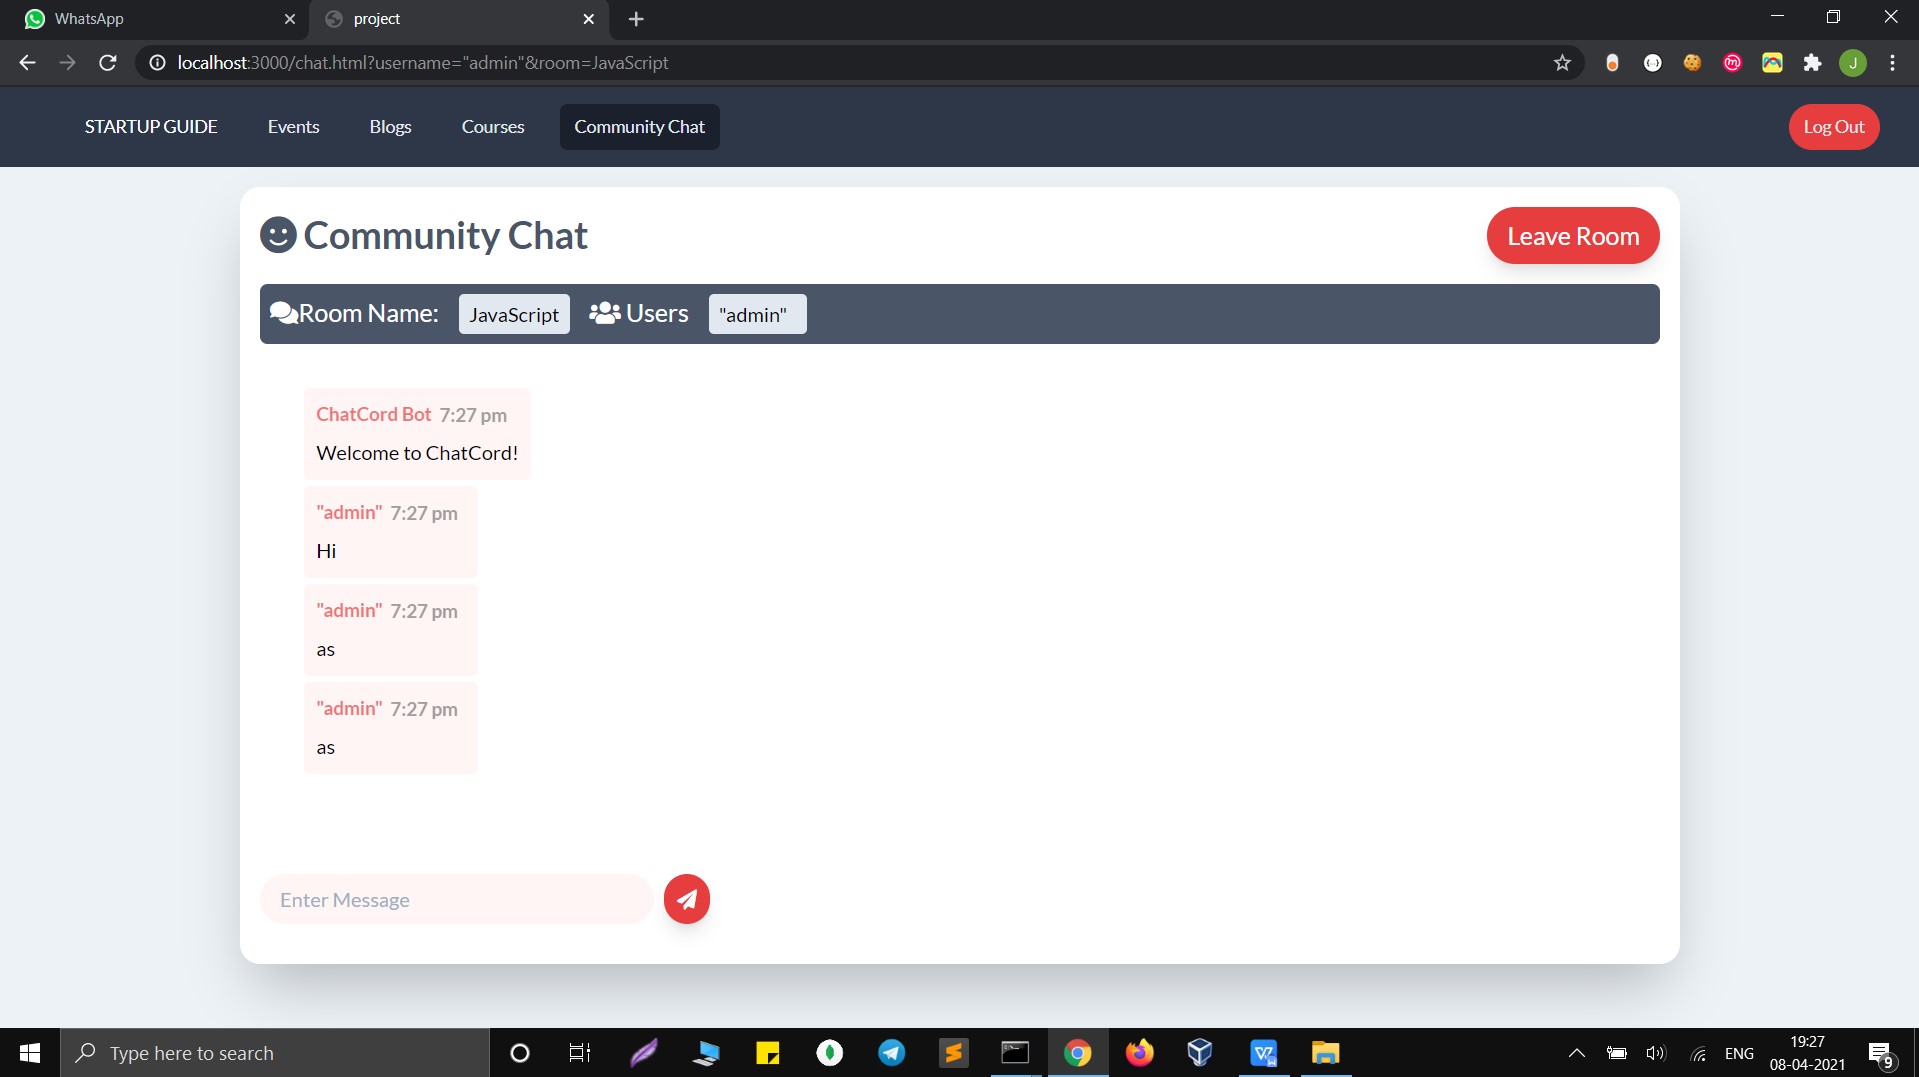 WhatsApp
project
localhost:3000/chat.html?username="admin"&room=JavaScript
J
STARTUP GUIDE Events Blogs Courses Community Chat Log Out
Community Chat Leave Room
Room Name: JavaScript Users "admin"
ChatCord Bot 7:27 pm
Welcome to ChatCord!
"admin" 7:27 pm
Hi
"admin" 7:27 pm
as
"admin" 7:27 pm
as
Enter Message
Type here to search
ENG
19:27
08-04-2021
9